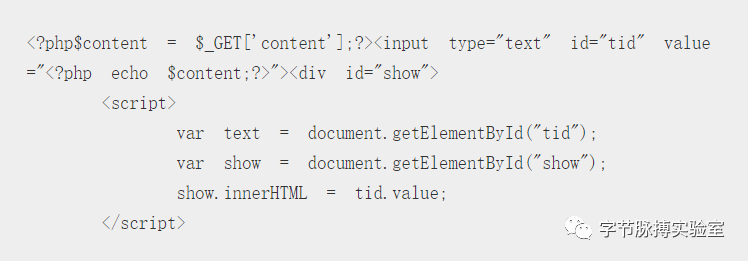 <?php$content = $_GET['content'];?><input type="text" id="tid" value
="<?php echo $content;?>"><div id="show">
<script>
var text = document.getElementById("tid");
var show = document.getElementById("show");
show.innerHTML = tid.value;
</script>
字节脉搏实验室